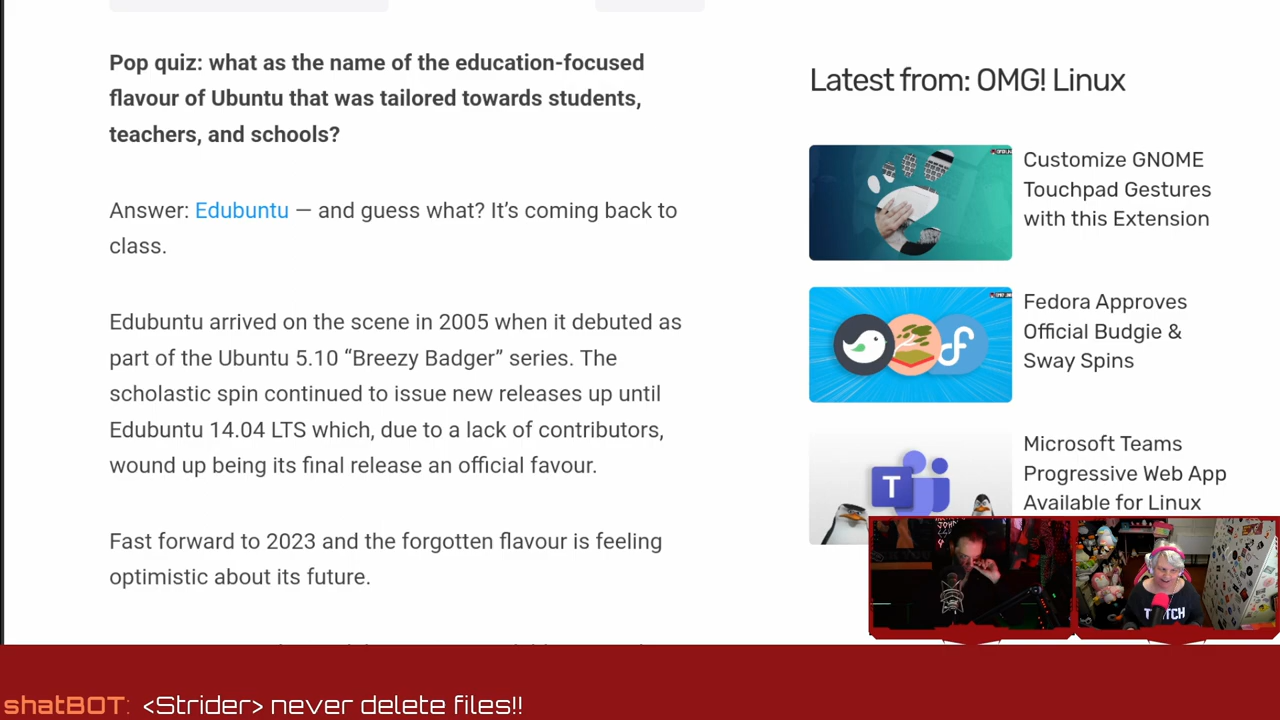 Pop quiz: what as the name of the education-focused
flavour of Ubuntu that was tailored towards students,
teachers, and schools?
Answer: Edubuntu — and guess what? It’s coming back to
class.
Edubuntu arrived on the scene in 2005 when it debuted as
part of the Ubuntu 5.10 “Breezy Badger” series. The
scholastic spin continued to issue new releases up until
Edubuntu 14.04 LTS which, due to a lack of contributors,
wound up being its final release an official favour.
Fast forward to 2023 and the forgotten flavour is feeling
optimistic about its future.
Latest from: OMG! Linux
Customize GNOME
Touchpad Gestures
with this Extension
Fedora Approves
Official Budgie &
Sway Spins
Microsoft Teams
Progressive Web App
Available for Linux
T
shatBOT: <Strider> never delete files!!